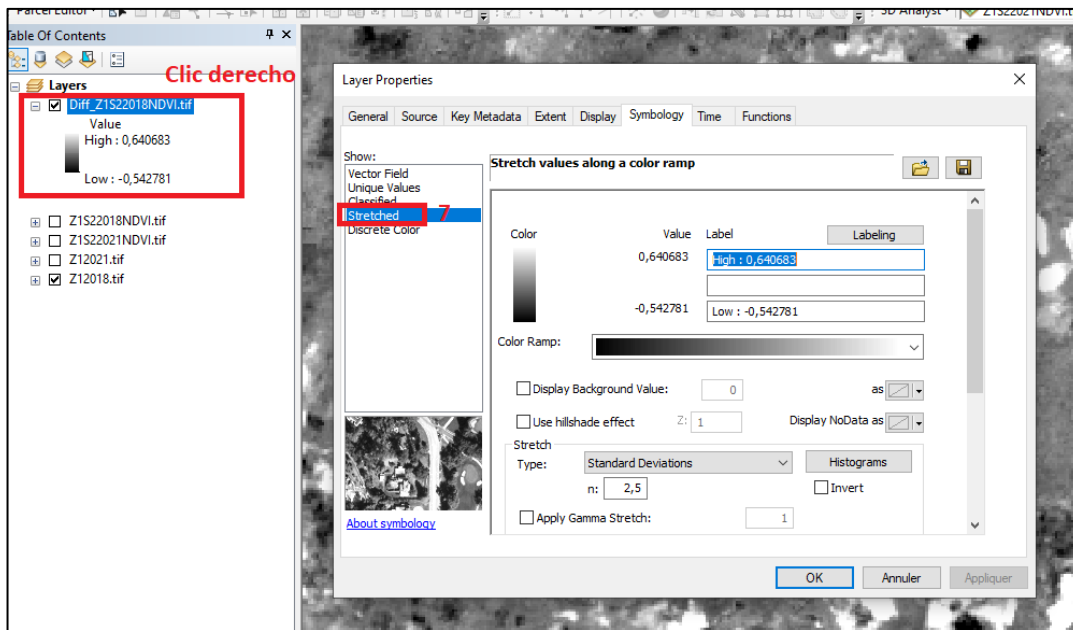 Parcel Editor
3D Analyst
Z1S22021NDVI.t
Table Of Contents
Clic derecho
Layers
Diff_Z1S22018NDVI.tif
Value
High : 0,640683
Low : -0,542781
Z1S22018NDVI.tif
Z1S22021NDVI.tif
Z12021.tif
Z12018.tif
Layer Properties
General Source Key Metadata Extent Display Symbology Time Functions
Show:
Vector Field
Unique Values
Classified
Stretched 7
Discrete Color
About symbology
Stretch values along a color ramp
Color Value Label Labeling
0,640683 High : 0,640683
-0,542781 Low : -0,542781
Color Ramp:
Display Background Value: 0 as
Use hillshade effect Z: 1 Display NoData as
Stretch
Type: Standard Deviations Histograms
n: 2,5 Invert
Apply Gamma Stretch: 1
OK Annuler Appliquer